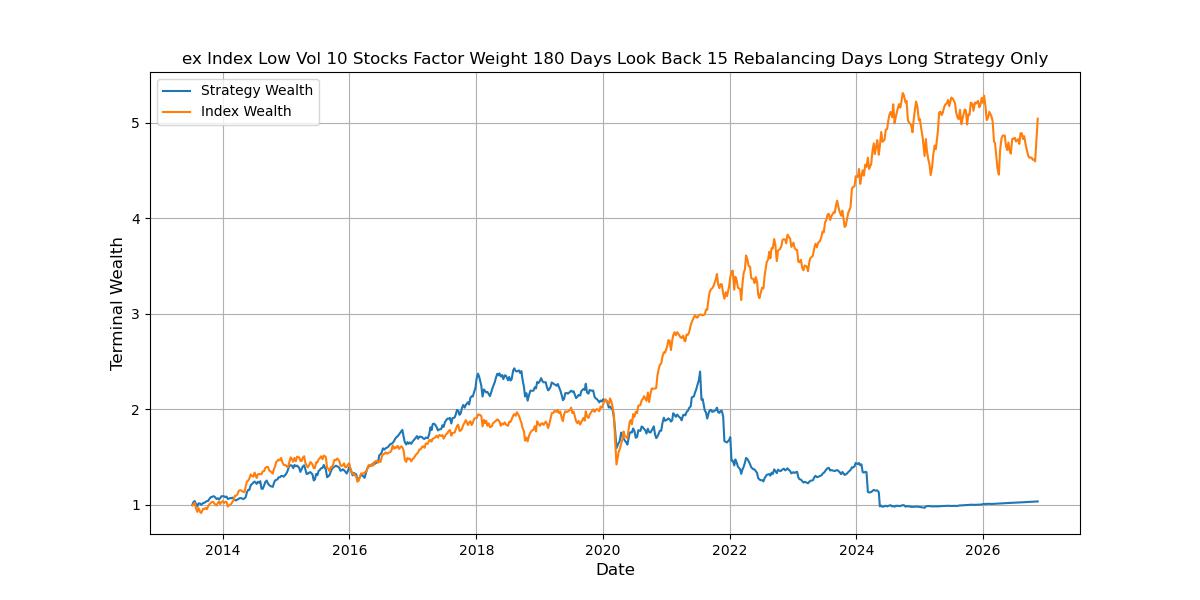 ex Index Low Vol 10 Stocks Factor Weight 180 Days Look Back 15 Rebalancing Days Long Strategy Only
Strategy Wealth
Index Wealth
Terminal Wealth
5
4
3
2
1
2014 2016 2018 2020 2022 2024 2026
Date